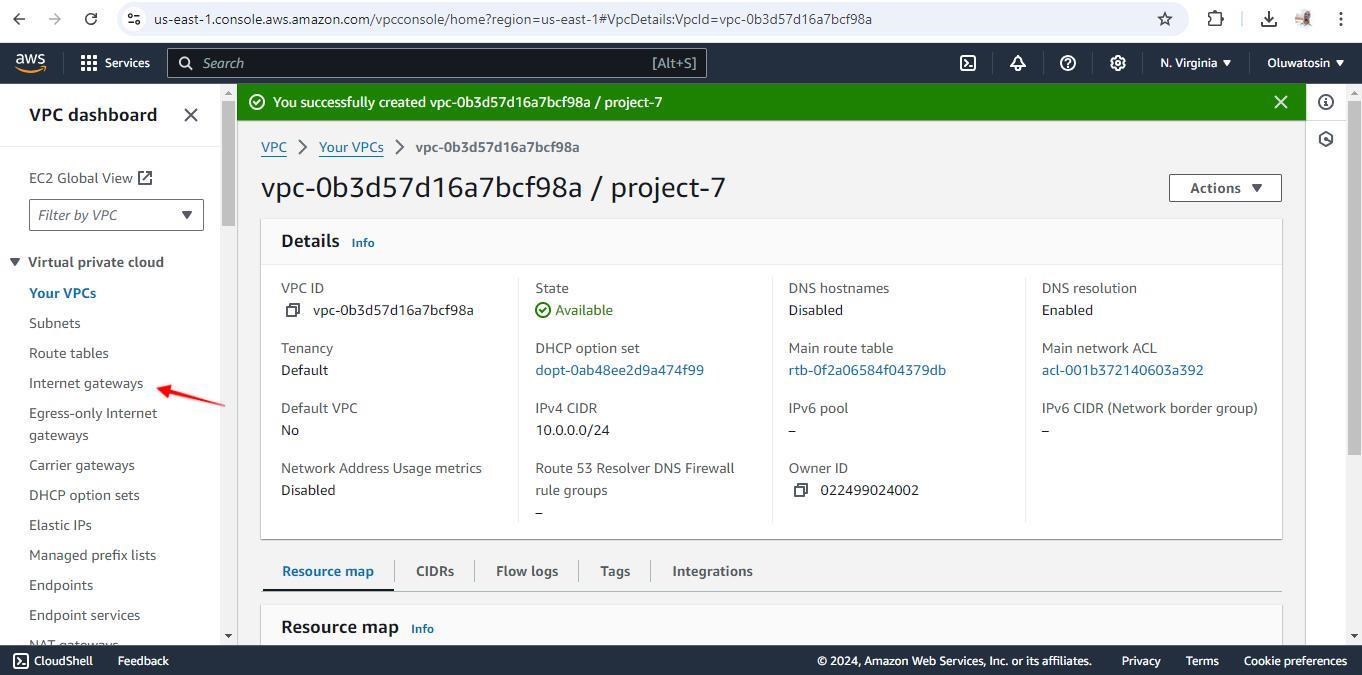 us-east-1.console.aws.amazon.com/vpcconsole/home?region=us-east-1#VpcDetails:VpcId=vpc-0b3d57d16a7bcf98a
aws
Services
Search
[Alt+S]
N. Virginia
Oluwatosin
VPC dashboard
EC2 Global View
Filter by VPC
Virtual private cloud
Your VPCs
Subnets
Route tables
Internet gateways
Egress-only Internet
gateways
Carrier gateways
DHCP option sets
Elastic IPs
Managed prefix lists
Endpoints
Endpoint services
NAT gateways
You successfully created vpc-0b3d57d16a7bcf98a / project-7
VPC
Your VPCs
vpc-0b3d57d16a7bcf98a
vpc-0b3d57d16a7bcf98a / project-7
Actions
Details Info
VPC ID
vpc-0b3d57d16a7bcf98a
State
Available
DNS hostnames
Disabled
DNS resolution
Enabled
Tenancy
Default
DHCP option set
dopt-0ab48ee2d9a474f99
Main route table
rtb-0f2a06584f04379db
Main network ACL
acl-001b372140603a392
Default VPC
No
IPv4 CIDR
10.0.0.0/24
IPv6 pool
–
IPv6 CIDR (Network border group)
–
Network Address Usage metrics
Disabled
Route 53 Resolver DNS Firewall
rule groups
–
Owner ID
022499024002
Resource map
CIDRs
Flow logs
Tags
Integrations
Resource map Info
CloudShell
Feedback
© 2024, Amazon Web Services, Inc. or its affiliates.
Privacy
Terms
Cookie preferences